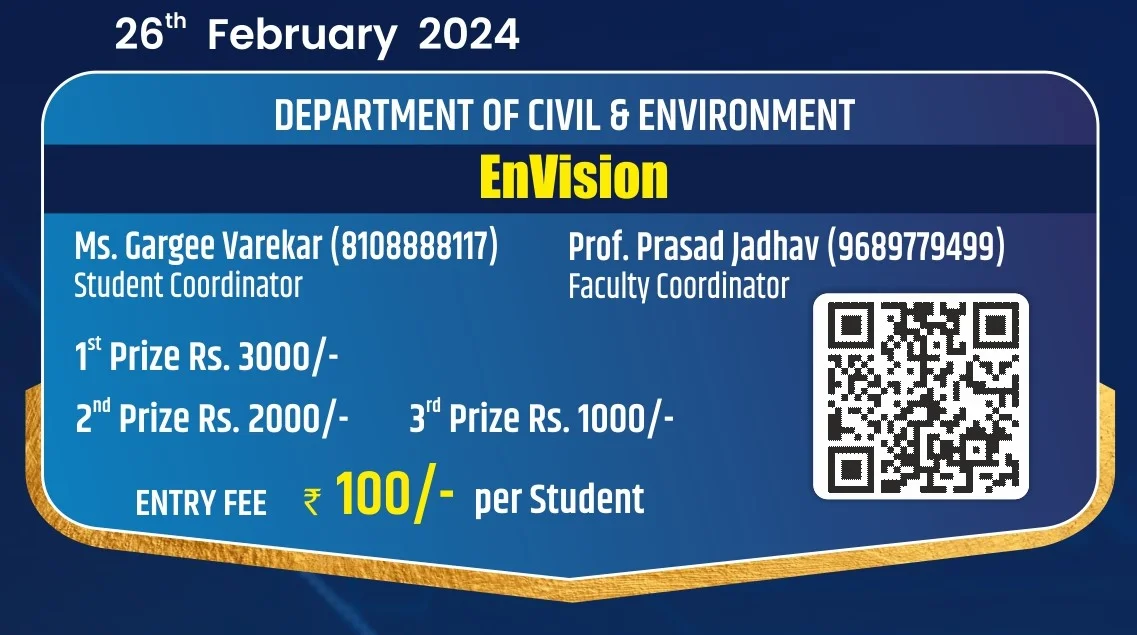 26th February 2024
DEPARTMENT OF CIVIL & ENVIRONMENT
EnVision
Ms. Gargee Varekar (8108888117) Prof. Prasad Jadhav (9689779499)
Student Coordinator Faculty Coordinator
1st Prize Rs. 3000/-
2nd Prize Rs. 2000/- 3rd Prize Rs. 1000/-
ENTRY FEE ₹ 100/- per Student